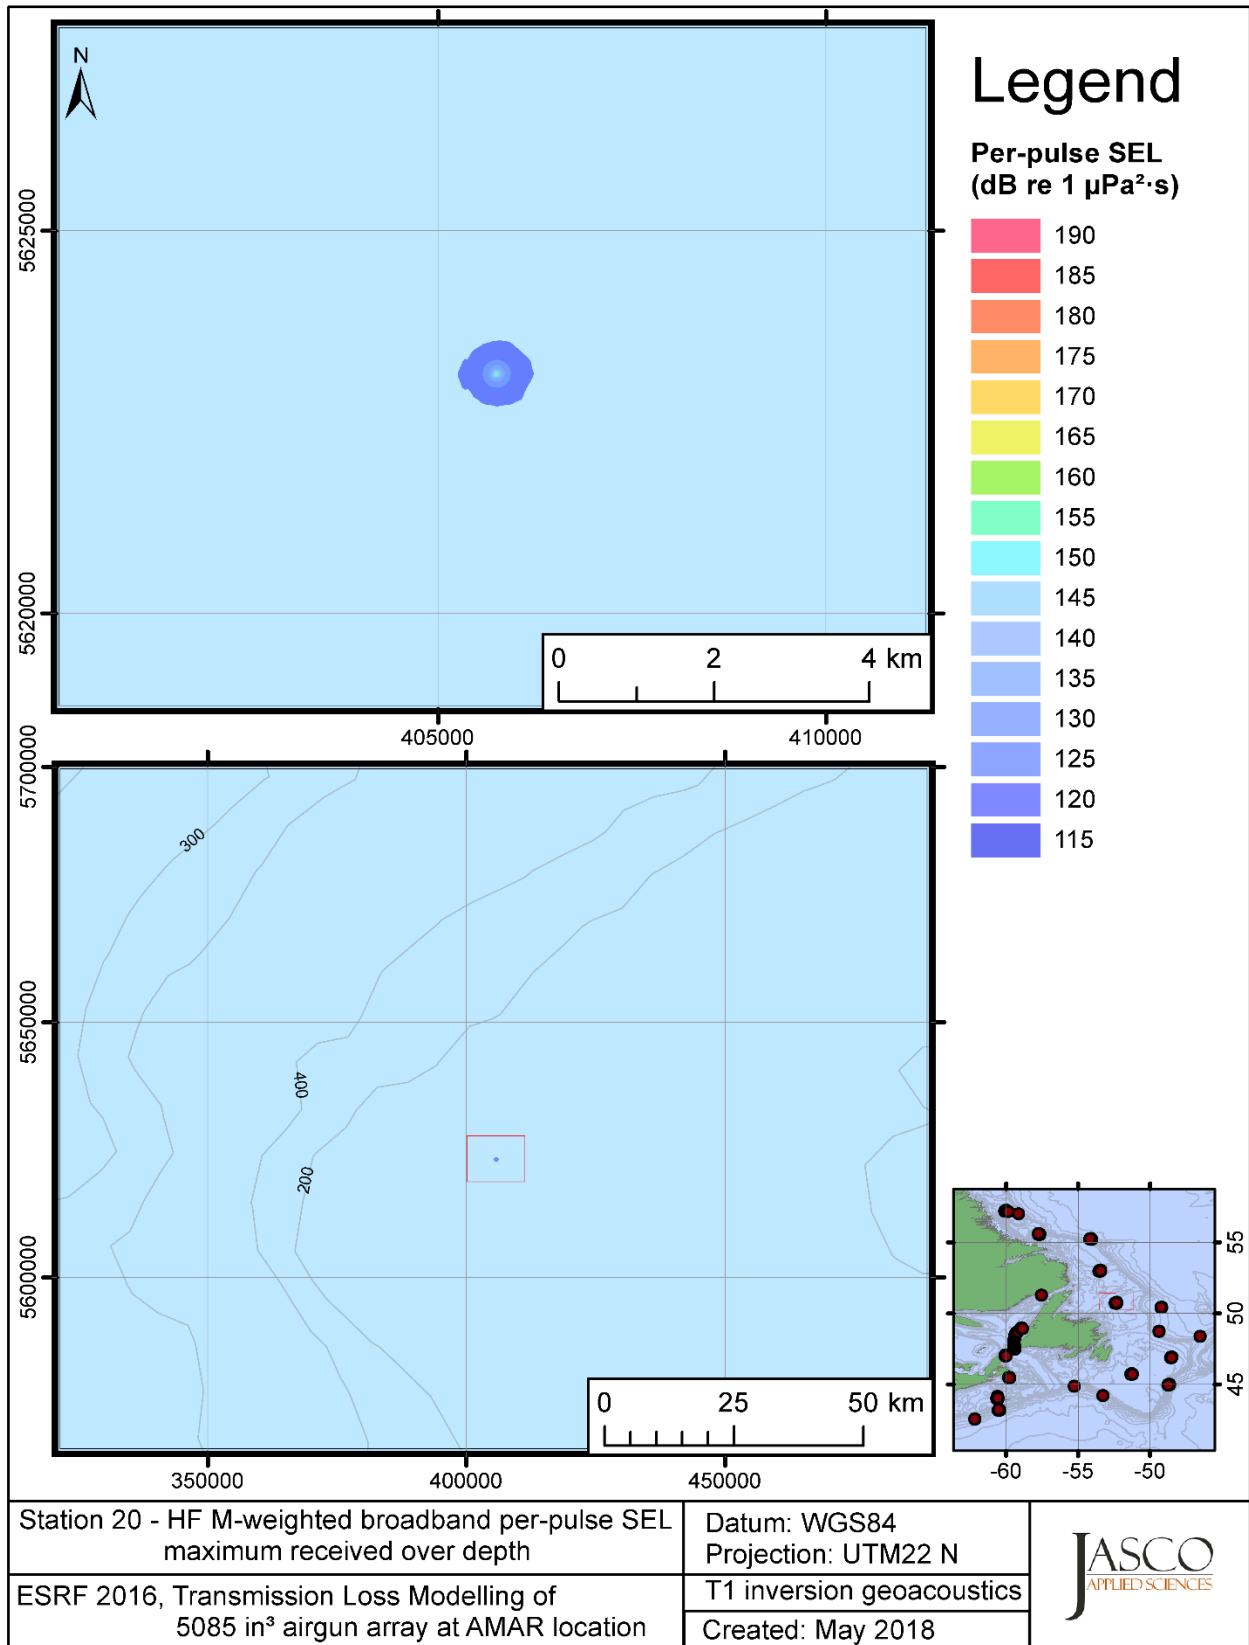 N
5625000
5620000
0 2 4 km
405000 410000
Legend
Per-pulse SEL
(dB re 1 µPa²·s)
190
185
180
175
170
165
160
155
150
145
140
135
130
125
120
115
5700000
5650000
5600000
300
400
200
0 25 50 km
350000 400000 450000
55
50
45
-60 -55 -50
Station 20 - HF M-weighted broadband per-pulse SEL
maximum received over depth
ESRF 2016, Transmission Loss Modelling of
5085 in³ airgun array at AMAR location
Datum: WGS84
Projection: UTM22 N
T1 inversion geoacoustics
Created: May 2018
JASCO
APPLIED SCIENCES